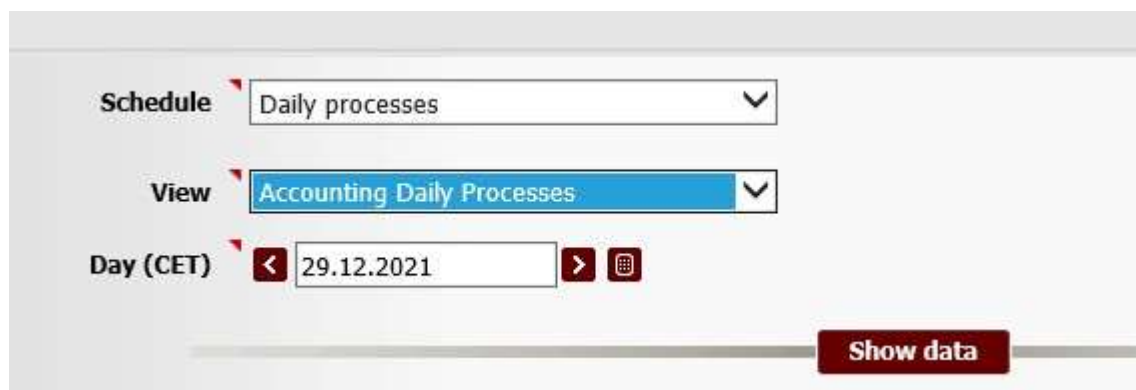 Schedule Daily processes
View Accounting Daily Processes
Day (CET) 29.12.2021
Show data